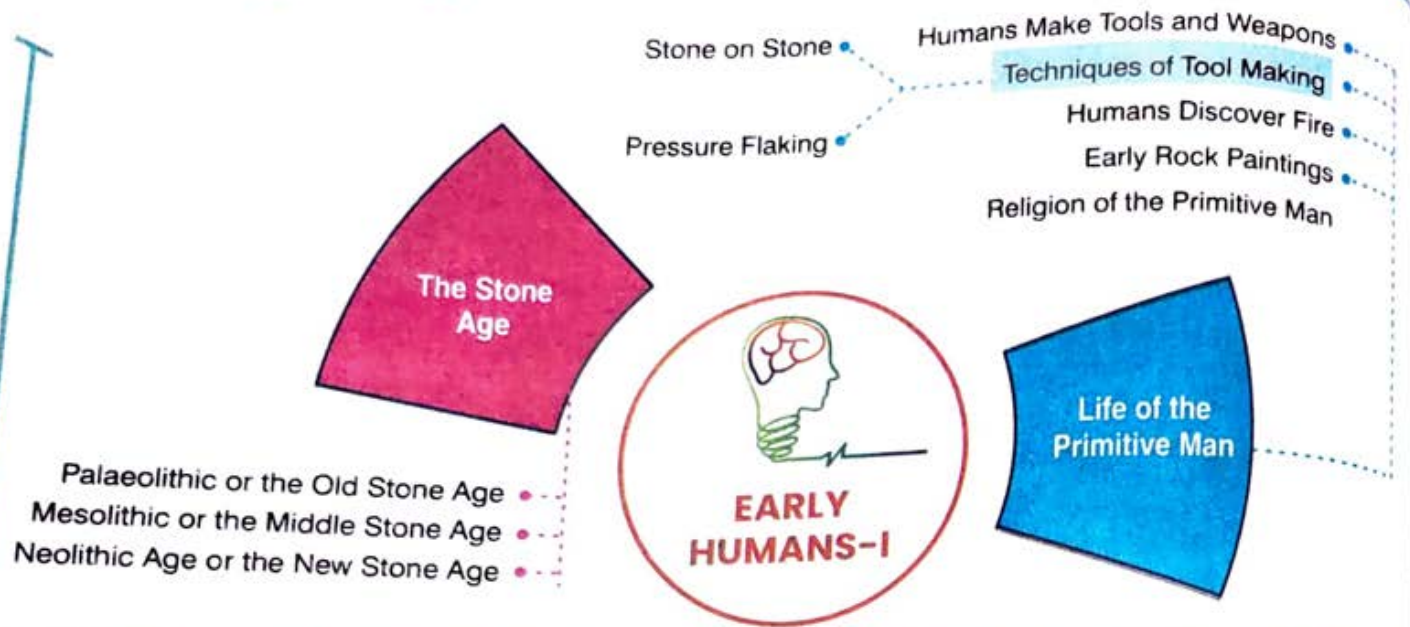 Stone on Stone
Pressure Flaking
Humans Make Tools and Weapons
Techniques of Tool Making
Humans Discover Fire
Early Rock Paintings
Religion of the Primitive Man
The Stone
Age
Life of the
Primitive Man
Palaeolithic or the Old Stone Age
Mesolithic or the Middle Stone Age
Neolithic Age or the New Stone Age
EARLY
HUMANS-I